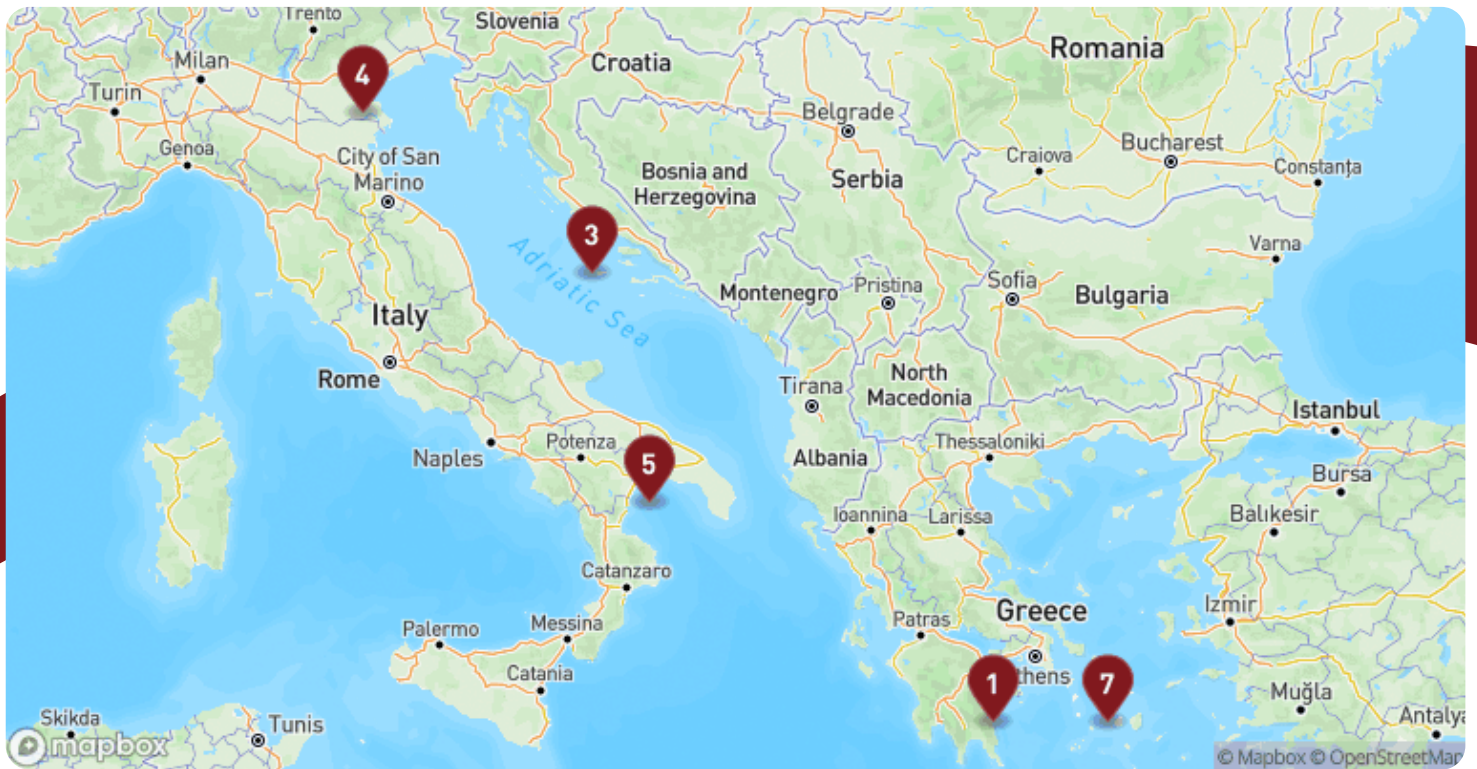 Trento
Slovenia
Romania
Milan
Croatia
4
Turin
Belgrade
Bucharest
Genoa
City of San
Marino
Craiova
Constanța
Bosnia and
Herzegovina
Serbia
3
Varna
Adriatic Sea
Montenegro
Pristina
Sofia
Bulgaria
Italy
Rome
Tirana
North
Macedonia
Istanbul
Naples
Potenza
5
Albania
Thessaloniki
Bursa
Ioannina
Larissa
Balıkesir
Catanzaro
Greece
Izmir
Palermo
Messina
Patras
Catania
1
thens
7
Muğla
Skikda
Tunis
Antalya
mapbox
© Mapbox © OpenStreetMap